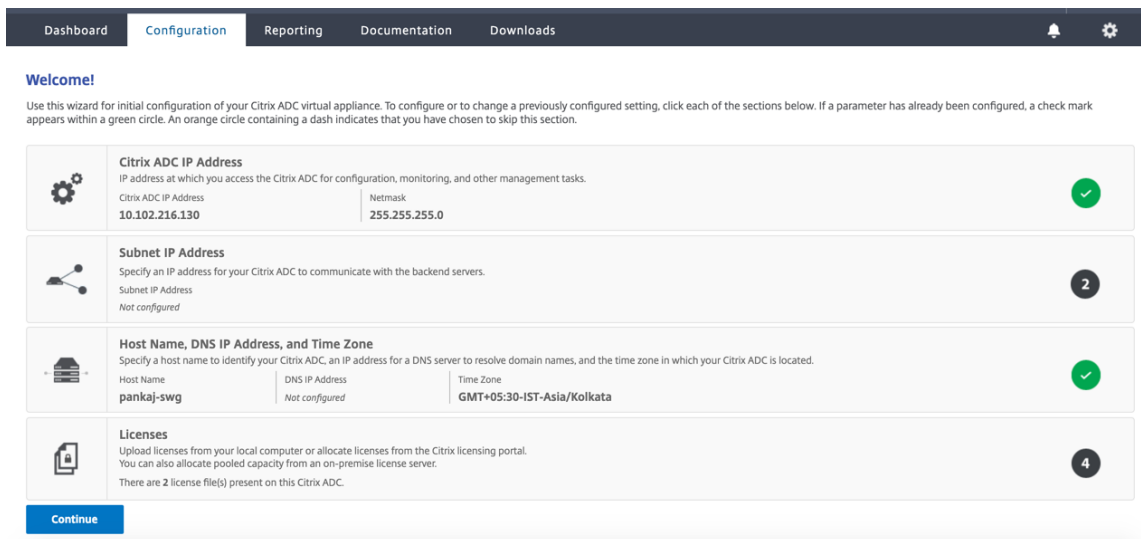 Dashboard Configuration Reporting Documentation Downloads
Welcome!
Use this wizard for initial configuration of your Citrix ADC virtual appliance. To configure or to change a previously configured setting, click each of the sections below. If a parameter has already been configured, a check mark
appears within a green circle. An orange circle containing a dash indicates that you have chosen to skip this section.
Citrix ADC IP Address
IP address at which you access the Citrix ADC for configuration, monitoring, and other management tasks.
Citrix ADC IP Address Netmask
10.102.216.130 255.255.255.0
Subnet IP Address
Specify an IP address for your Citrix ADC to communicate with the backend servers.
Subnet IP Address
2
Not configured
Host Name, DNS IP Address, and Time Zone
Specify a host name to identify your Citrix ADC, an IP address for a DNS server to resolve domain names, and the time zone in which your Citrix ADC is located.
Host Name DNS IP Address Time Zone
pankaj-swg Not configured GMT+05:30-IST-Asia/Kolkata
Licenses
Upload licenses from your local computer or allocate licenses from the Citrix licensing portal.
You can also allocate pooled capacity from an on-premise license server.
4
There are 2 license file(s) present on this Citrix ADC.
Continue